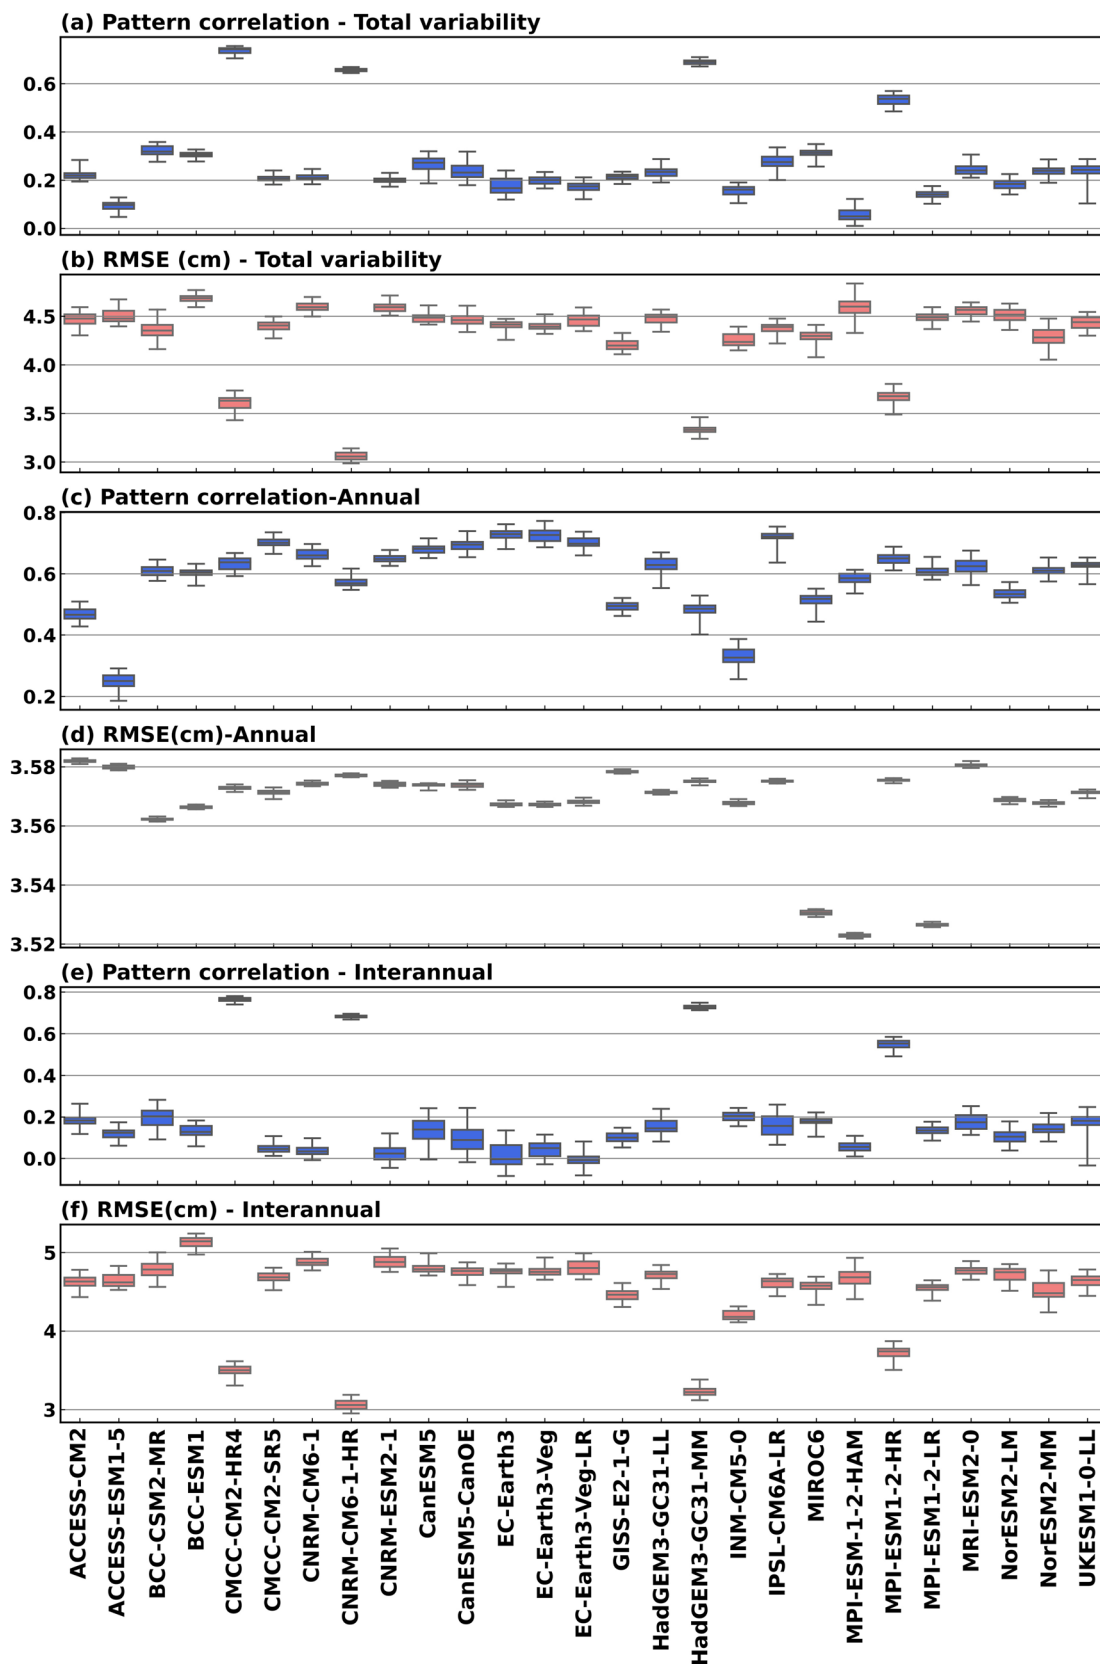 (a) Pattern correlation - Total variability
0.6
0.4
0.2
0.0
(b) RMSE (cm) - Total variability
4.5
4.0
3.5
3.0
(c) Pattern correlation-Annual
0.8
0.6
0.4
0.2
(d) RMSE(cm)-Annual
3.58
3.56
3.54
3.52
(e) Pattern correlation - Interannual
0.8
0.6
0.4
0.2
0.0
(f) RMSE(cm) - Interannual
5
4
3
ACCESS-CM2
ACCESS-ESM1-5
BCC-CSM2-MR
BCC-ESM1
CMCC-CM2-HR4
CMCC-CM2-SR5
CNRM-CM6-1
CNRM-CM6-1-HR
CNRM-ESM2-1
CanESM5
CanESM5-CanOE
EC-Earth3
EC-Earth3-Veg
EC-Earth3-Veg-LR
GISS-E2-1-G
HadGEM3-GC31-LL
HadGEM3-GC31-MM
INM-CM5-0
IPSL-CM6A-LR
MIROC6
MPI-ESM-1-2-HAM
MPI-ESM1-2-HR
MPI-ESM1-2-LR
MRI-ESM2-0
NorESM2-LM
NorESM2-MM
UKESM1-0-LL